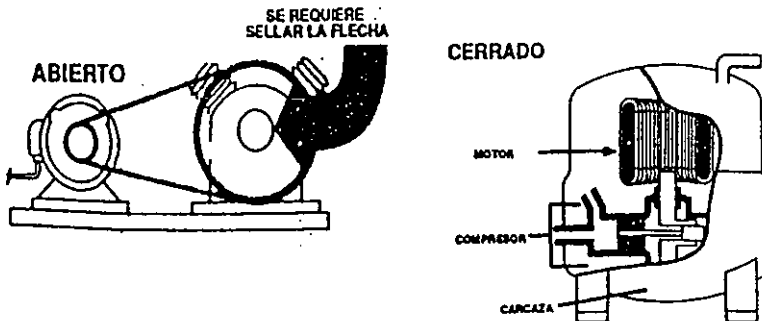 SE REQUIERE
SELLAR LA FLECHA
ABIERTO
CERRADO
MOTOR
COMPRESOR
CARCAZA